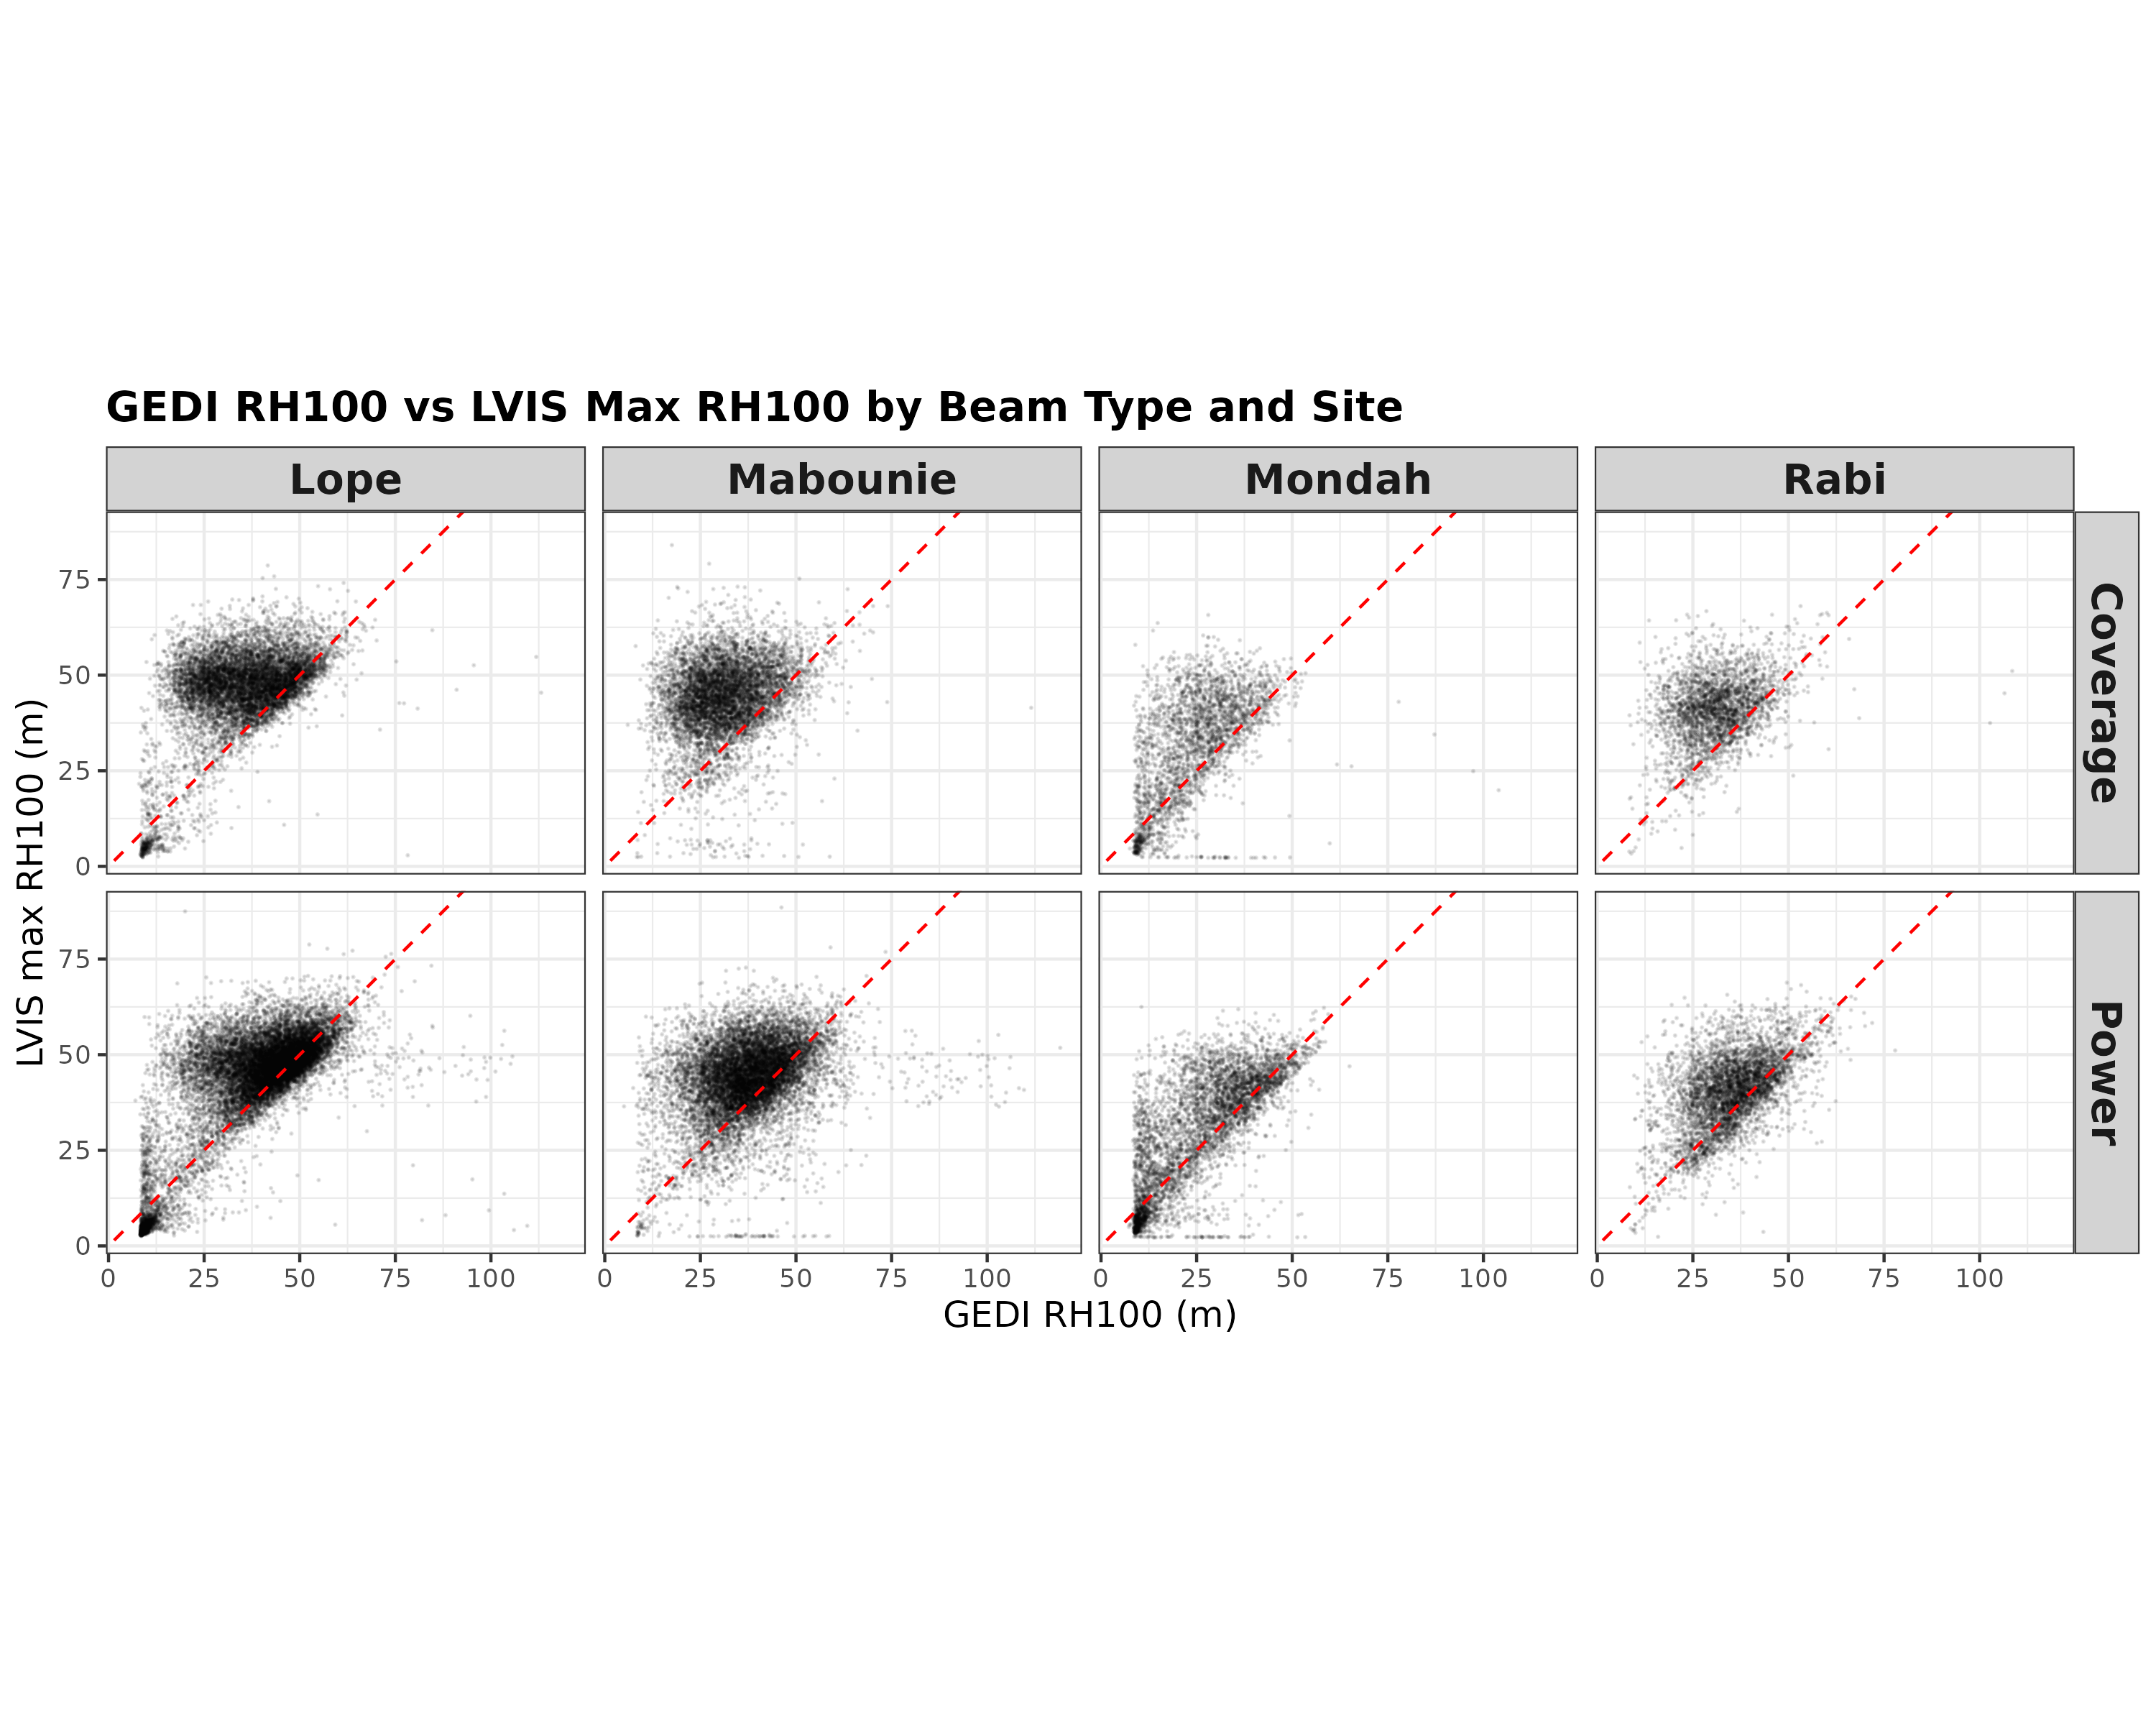 GEDI RH100 vs LVIS Max RH100 by Beam Type and Site
Lope
Mabounie
Mondah
Rabi
Coverage
Power
LVIS max RH100 (m)
75
50
25
0
75
50
25
0
0 25 50 75 100
0 25 50 75 100
0 25 50 75 100
0 25 50 75 100
GEDI RH100 (m)